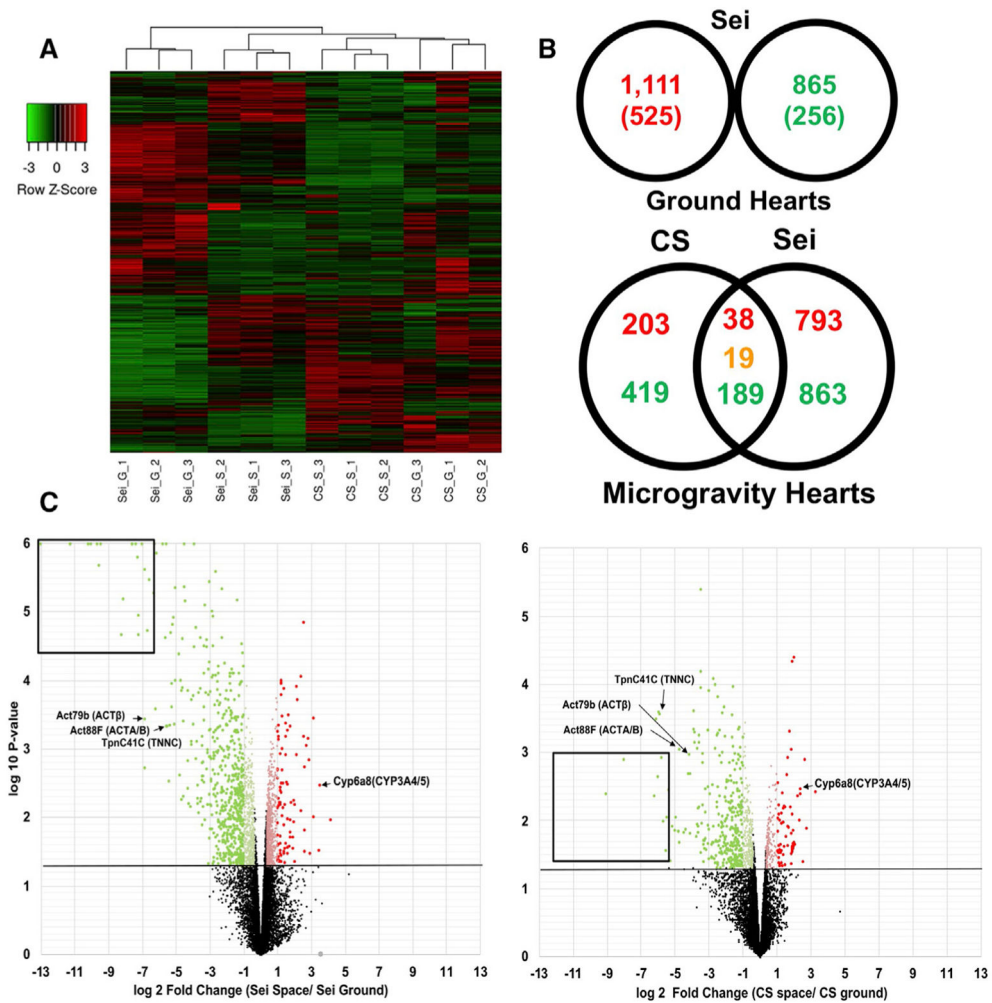 A
-3 0 3
Row Z-Score
Sei_G_1
Sei_G_2
Sei_G_3
Sei_S_2
Sei_S_1
Sei_S_3
CS_S_3
CS_S_1
CS_S_2
CS_G_3
CS_G_1
CS_G_2
B
Sei
1,111 865
(525) (256)
Ground Hearts
CS Sei
203 38 793
19
419 189 863
Microgravity Hearts
C
log 10 P-value
6
5
4
3
2
1
0
Act79b (ACTβ)
Act88F (ACTA/B)
TpnC41C (TNNC)
Cyp6a8(CYP3A4/5)
-13 -11 -9 -7 -5 -3 -1 1 3 5 7 9 11 13
log 2 Fold Change (Sei Space/ Sei Ground)
6
5
4
3
2
1
0
TpnC41C (TNNC)
Act79b (ACTβ)
Act88F (ACTA/B)
Cyp6a8(CYP3A4/5)
-13 -11 -9 -7 -5 -3 -1 1 3 5 7 9 11 13
log 2 Fold Change (CS space/ CS ground)